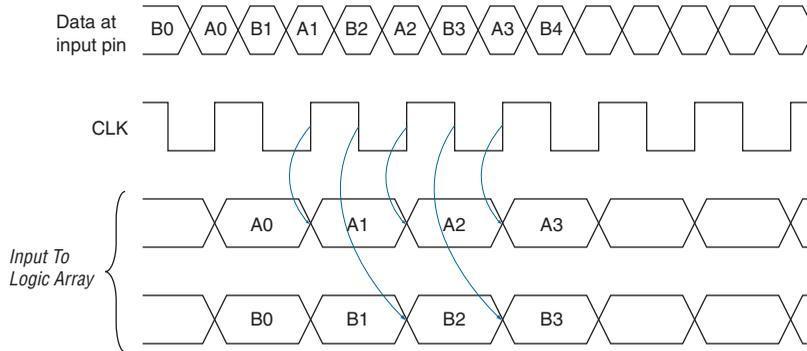 Data at
input pin
B0 A0 B1 A1 B2 A2 B3 A3 B4
CLK
Input To
Logic Array
A0 A1 A2 A3
B0 B1 B2 B3